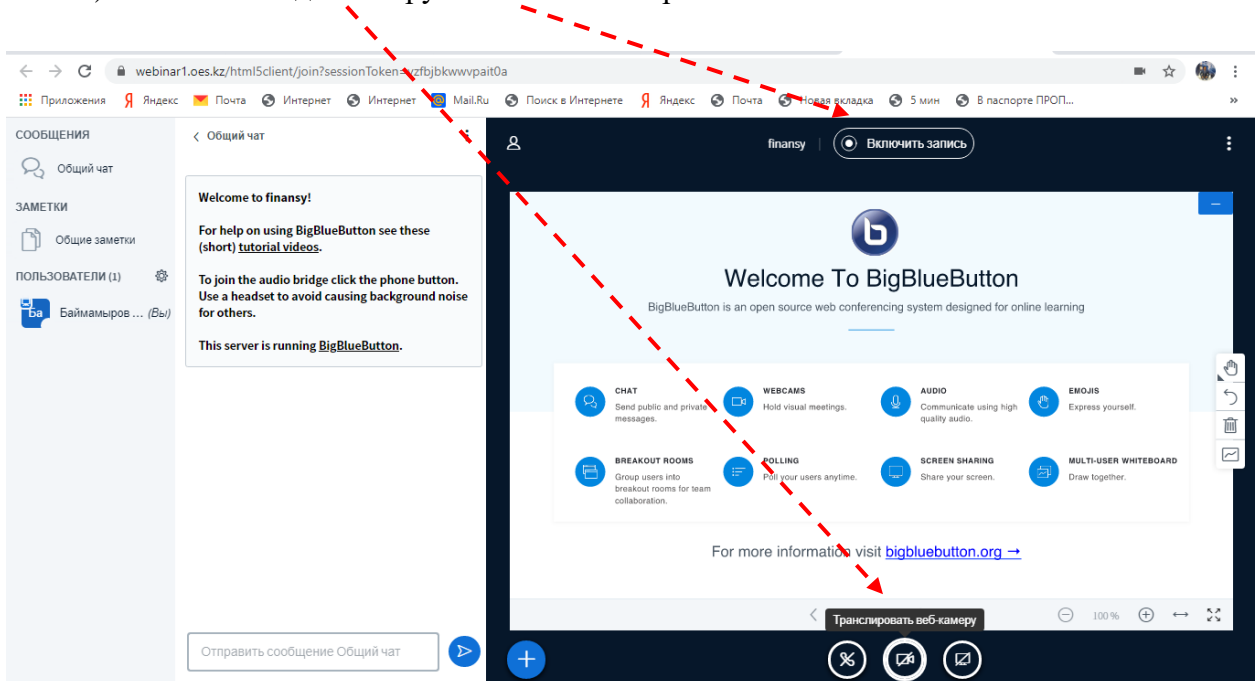 webinar1.oes.kz/html5client/join?sessionToken=yzfbjbkwwvpait0a
Приложения Яндекс Почта Интернет Интернет Mail.Ru Поиск в Интернете Яндекс Почта Новая вкладка 5 мин В паспорте ПРОП... »
СООБЩЕНИЯ
Общий чат
ЗАМЕТКИ
Общие заметки
ПОЛЬЗОВАТЕЛИ (1)
Ба Баймамыров ... (Вы)
Общий чат
Welcome to finansy!
For help on using BigBlueButton see these
(short) tutorial videos.
To join the audio bridge click the phone button.
Use a headset to avoid causing background noise
for others.
This server is running BigBlueButton.
Отправить сообщение Общий чат
finansy | Включить запись
b
Welcome To BigBlueButton
BigBlueButton is an open source web conferencing system designed for online learning
CHAT
Send public and private
messages.
WEBCAMS
Hold visual meetings.
AUDIO
Communicate using high
quality audio.
EMOJIS
Express yourself.
BREAKOUT ROOMS
Group users into
breakout rooms for team
collaboration.
POLLING
Poll your users anytime.
SCREEN SHARING
Share your screen.
MULTI-USER WHITEBOARD
Draw together.
For more information visit bigbluebutton.org →
Транслировать веб-камеру
100 %